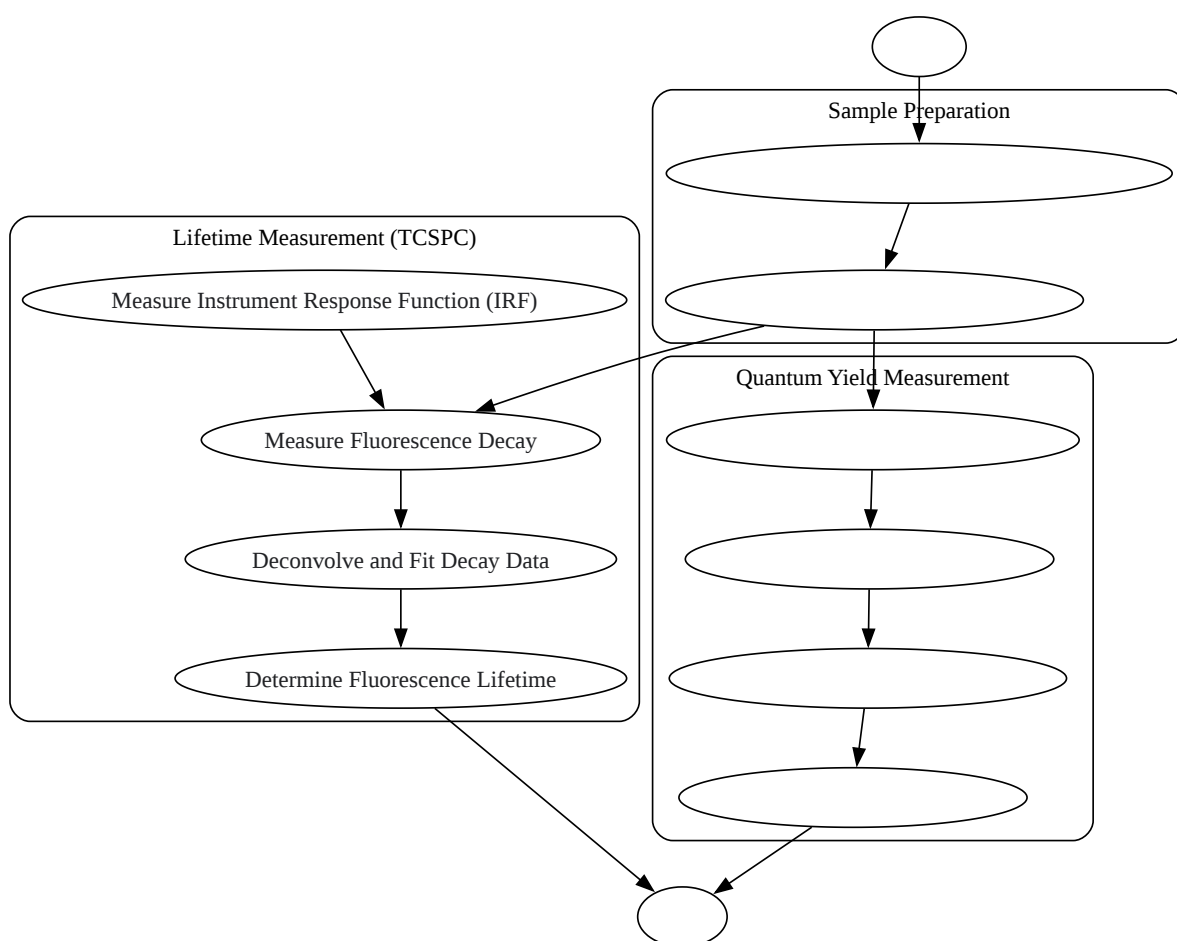 Sample Preparation
Lifetime Measurement (TCSPC)
Measure Instrument Response Function (IRF)
Quantum Yield Measurement
Measure Fluorescence Decay
Deconvolve and Fit Decay Data
Determine Fluorescence Lifetime